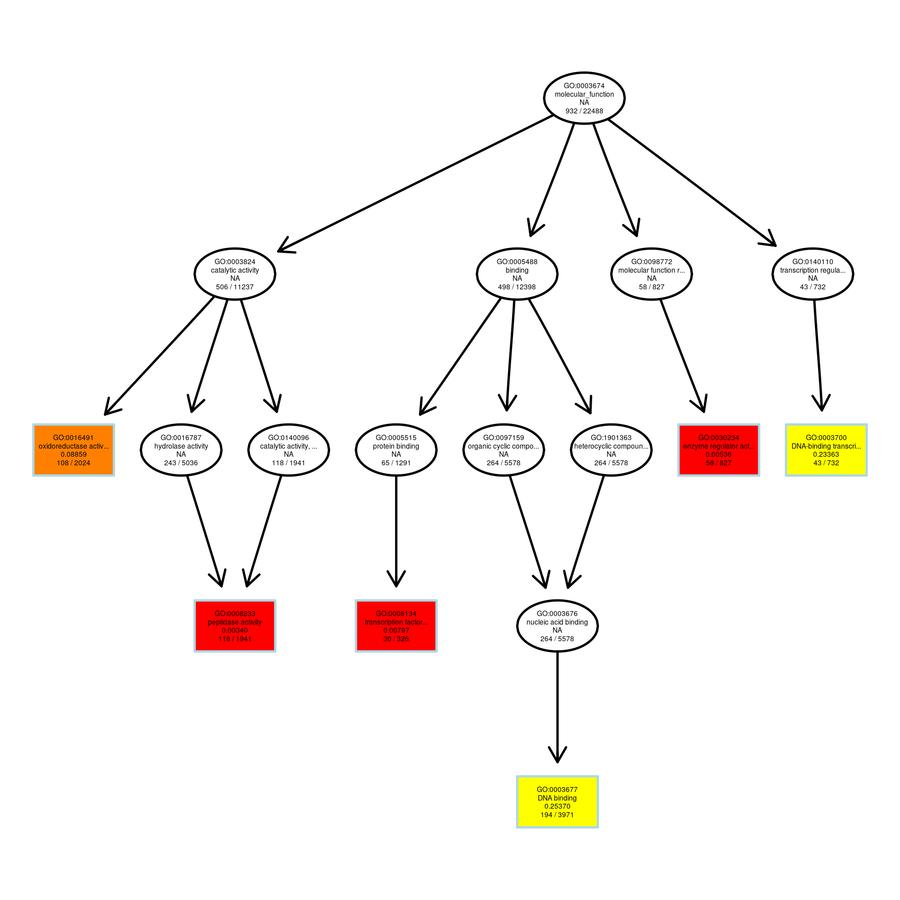 GO:0003674
molecular_function
NA
932 / 22488
GO:0003824
catalytic activity
NA
506 / 11237
GO:0005488
binding
NA
498 / 12398
GO:0098772
molecular function r...
NA
58 / 827
GO:0140110
transcription regula...
NA
43 / 732
GO:0016491
oxidoreductase activ...
0.08859
108 / 2024
GO:0016787
hydrolase activity
NA
243 / 5036
GO:0140096
catalytic activity, ...
NA
118 / 1941
GO:0005515
protein binding
NA
65 / 1291
GO:0097159
organic cyclic compo...
NA
264 / 5578
GO:1901363
heterocyclic compoun...
NA
264 / 5578
GO:0030234
enzyme regulator act...
0.00536
58 / 827
GO:0003700
DNA-binding transcri...
0.23363
43 / 732
GO:0008233
peptidase activity
0.00340
118 / 1941
GO:0008134
transcription factor...
0.00797
30 / 325
GO:0003676
nucleic acid binding
NA
264 / 5578
GO:0003677
DNA binding
0.25370
194 / 3971